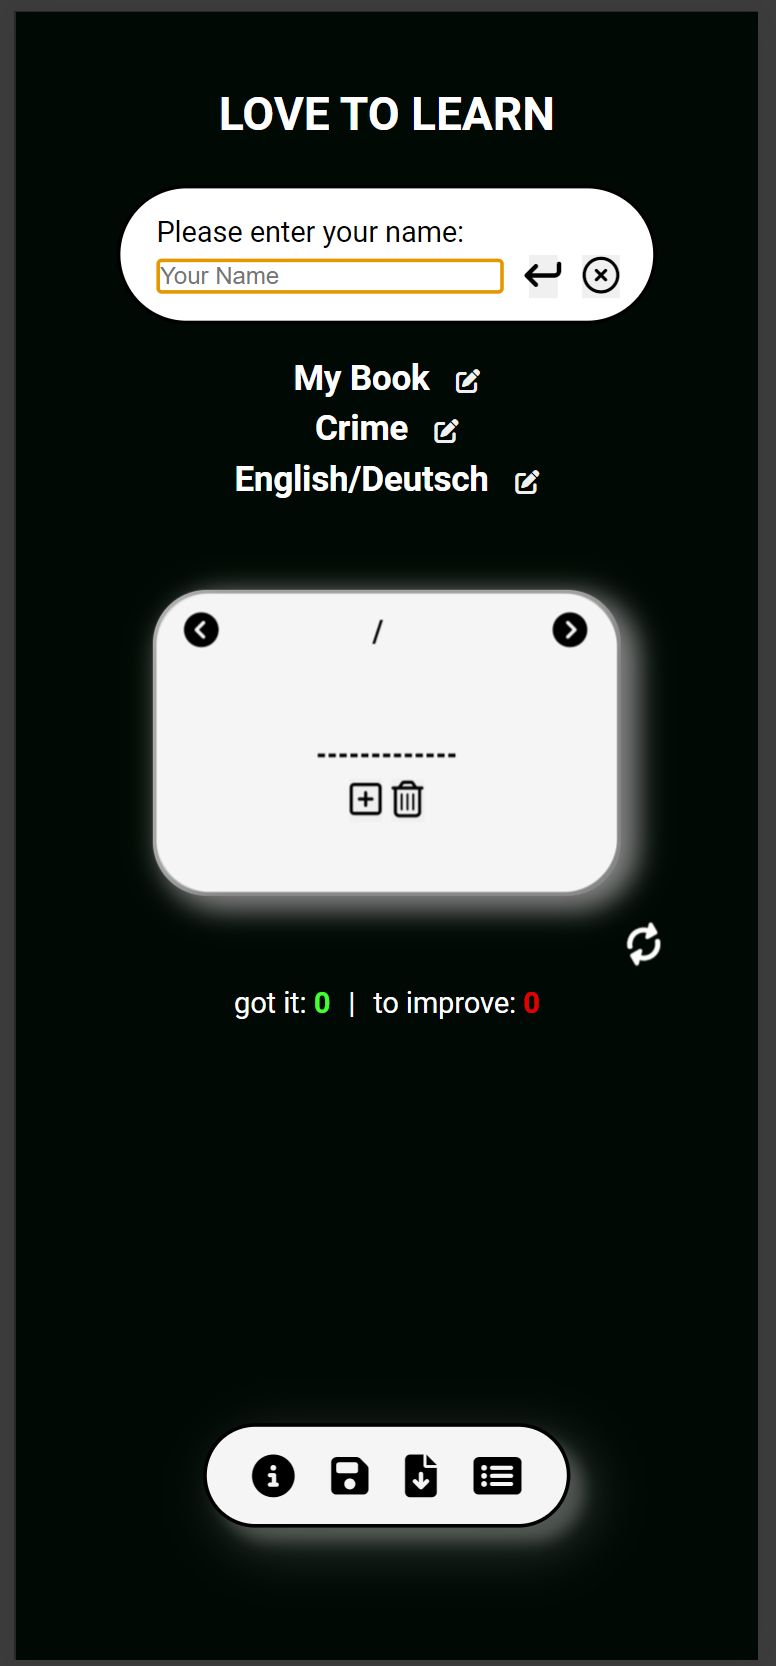 LOVE TO LEARN
Please enter your name:
Your Name
My Book
Crime
English/Deutsch
/
-------------
got it: 0 | to improve: 0